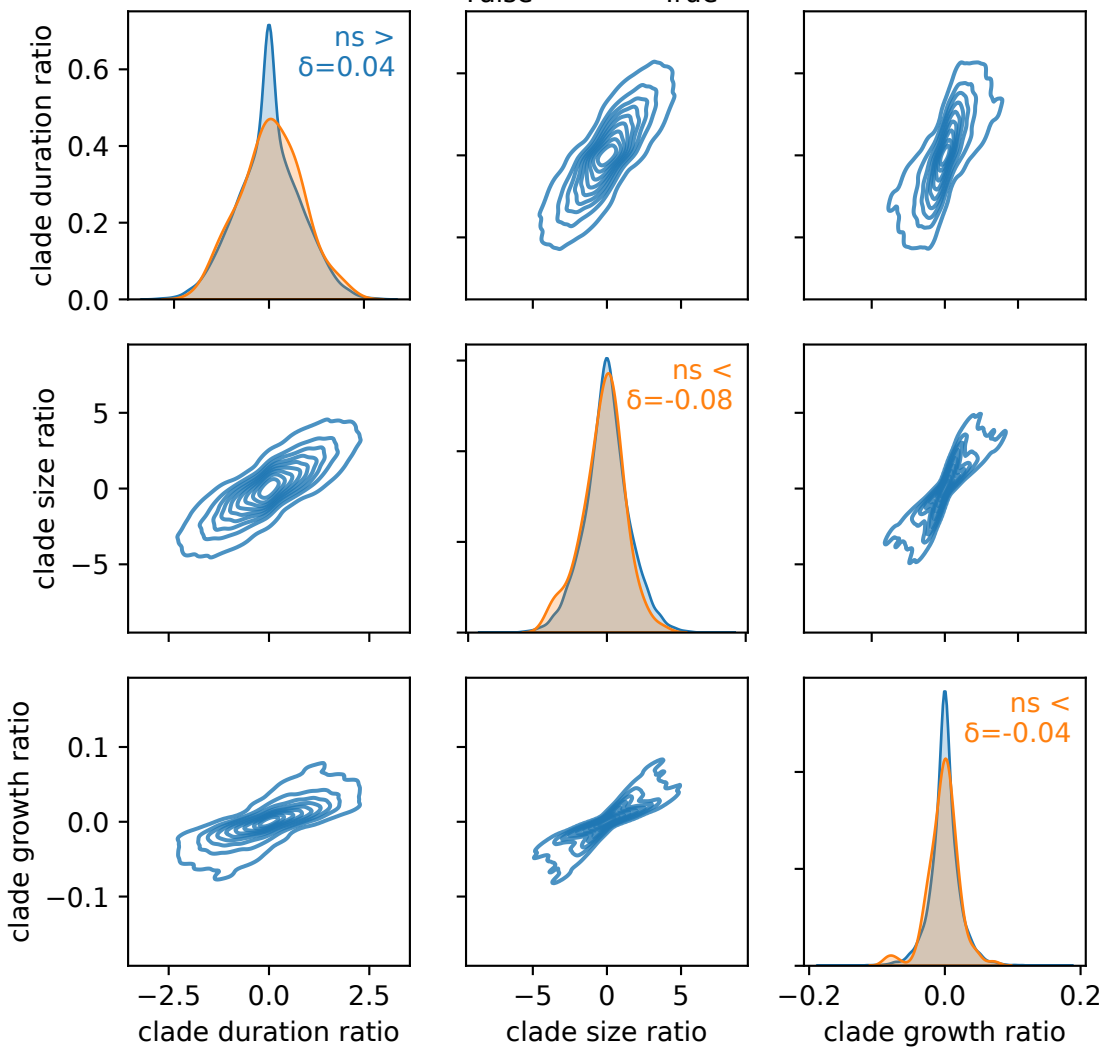 clade duration ratio
0.6
0.4
0.2
0.0
ns >
δ=0.04
clade size ratio
5
0
−5
ns <
δ=-0.08
clade growth ratio
0.1
0.0
−0.1
ns <
δ=-0.04
−2.5 0.0 2.5
−5 0 5
−0.2 0.0 0.2
clade duration ratio
clade size ratio
clade growth ratio